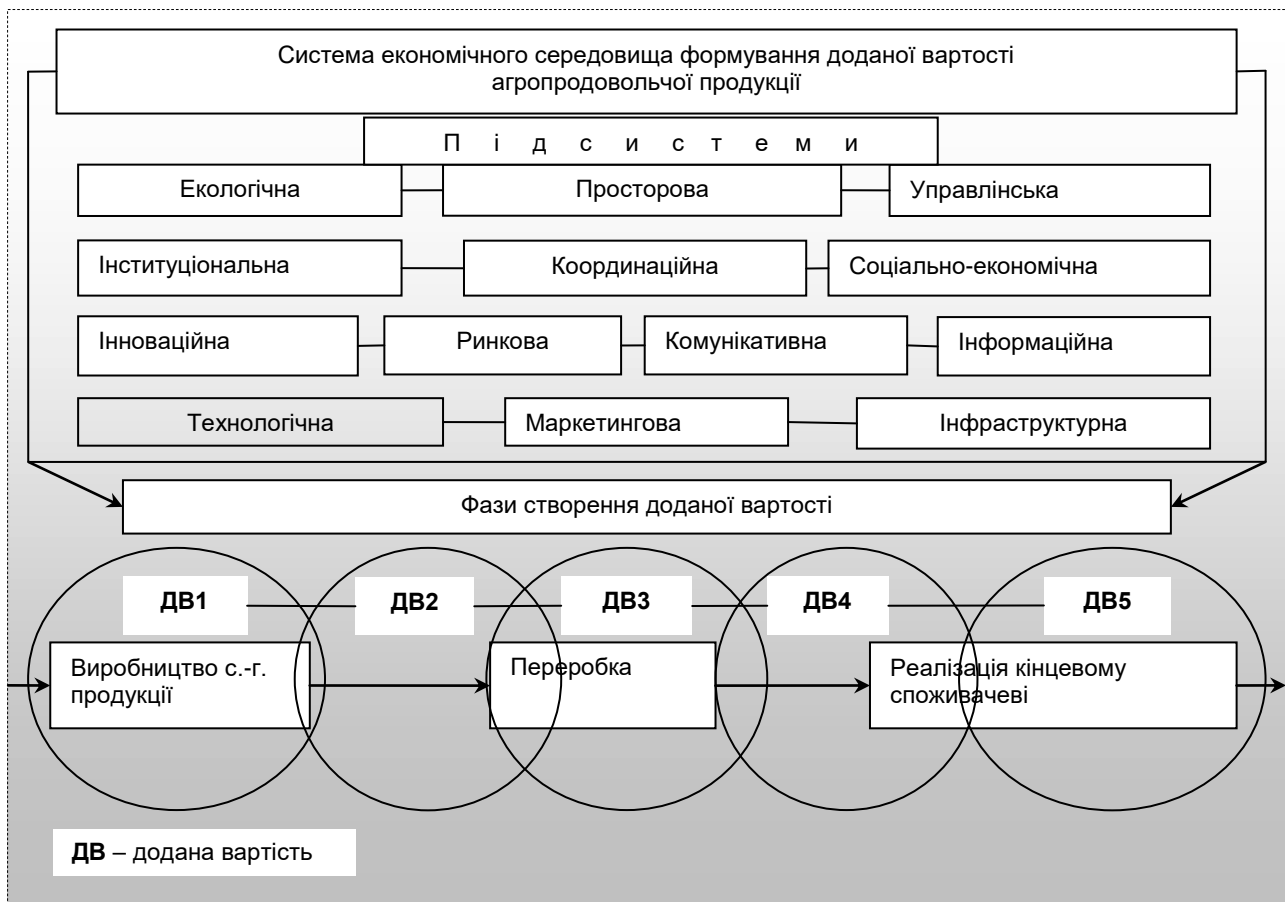 Система економічного середовища формування доданої вартості
агропродовольчої продукції
П і д с и с т е м и
Екологічна
Просторова
Управлінська
Інституціональна
Координаційна
Соціально-економічна
Інноваційна
Ринкова
Комунікативна
Інформаційна
Технологічна
Маркетингова
Інфраструктурна
Фази створення доданої вартості
ДВ1
ДВ2
ДВ3
ДВ4
ДВ5
Виробництво с.-г.
продукції
Переробка
Реалізація кінцевому
споживачеві
ДВ – додана вартість